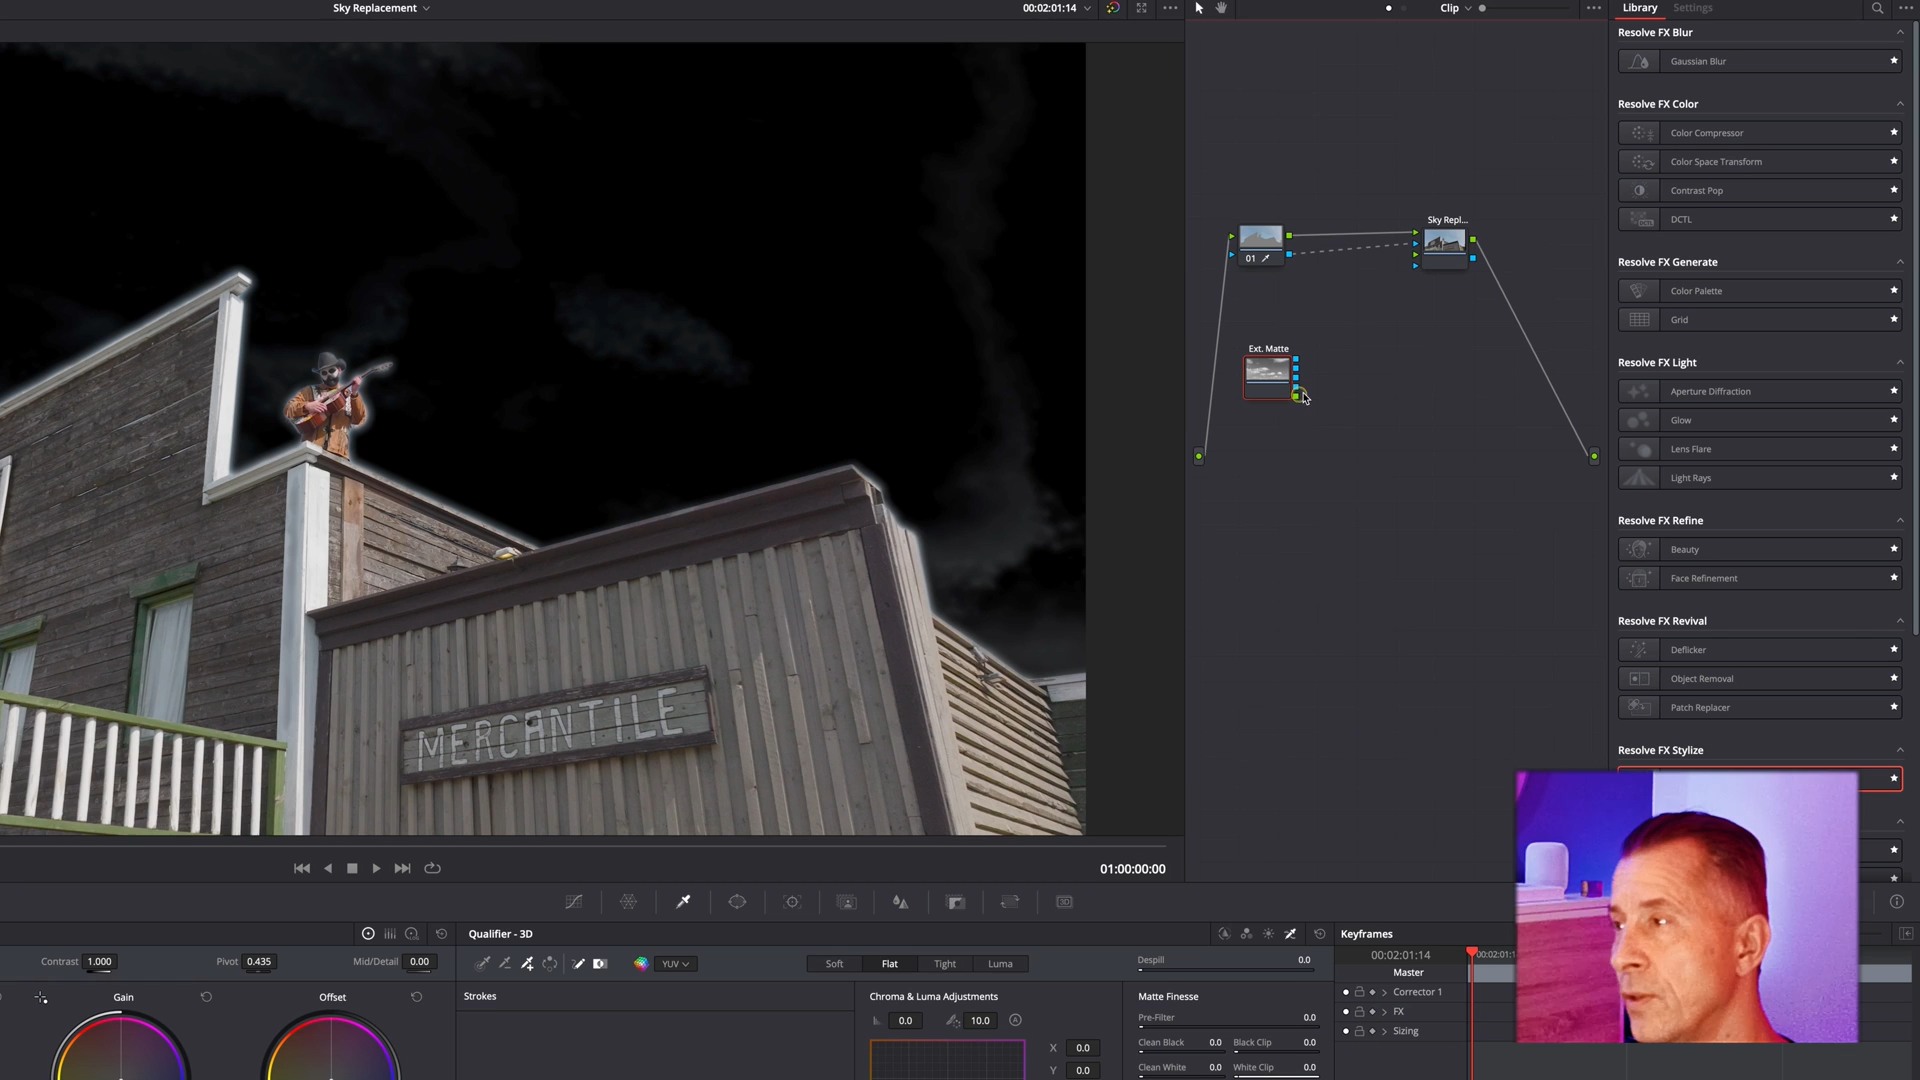 Sky Replacement
00:02:01:14
Clip
Library
Settings
Resolve FX Blur
Gaussian Blur
Resolve FX Color
Color Compressor
Color Space Transform
Contrast Pop
DCTL
Resolve FX Generate
Color Palette
Grid
Resolve FX Light
Aperture Diffraction
Glow
Lens Flare
Light Rays
Resolve FX Refine
Beauty
Face Refinement
Resolve FX Revival
Deflicker
Object Removal
Patch Replacer
Resolve FX Stylize
Sky Repl...
01
Ext. Matte
MERCANTILE
01:00:00:00
Qualifier - 3D
Keyframes
Contrast 1.000
Pivot 0.435
Mid/Detail 0.00
YUV
Soft
Flat
Tight
Luma
Despill 0.0
00:02:01:14
00:02:01:1
Master
Gain
Offset
Strokes
Chroma & Luma Adjustments
Matte Finesse
Corrector 1
0.0
10.0
Pre-Filter 0.0
FX
Sizing
X 0.0
Clean Black 0.0
Black Clip 0.0
Y 0.0
Clean White 0.0
White Clip 0.0